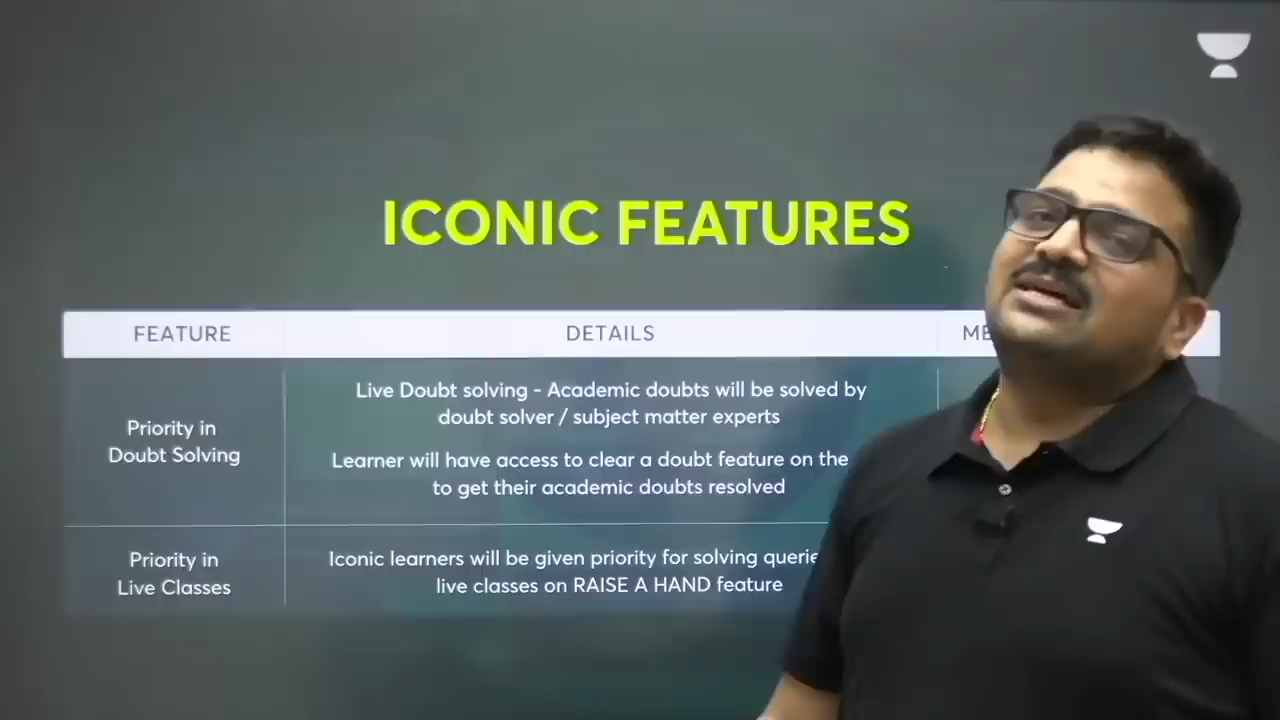 ICONIC FEATURES
FEATURE
DETAILS
Priority in
Doubt Solving
Live Doubt solving - Academic doubts will be solved by
doubt solver / subject matter experts
Learner will have access to clear a doubt feature on the
to get their academic doubts resolved
Priority in
Live Classes
Iconic learners will be given priority for solving
live classes on RAISE A HAND feature